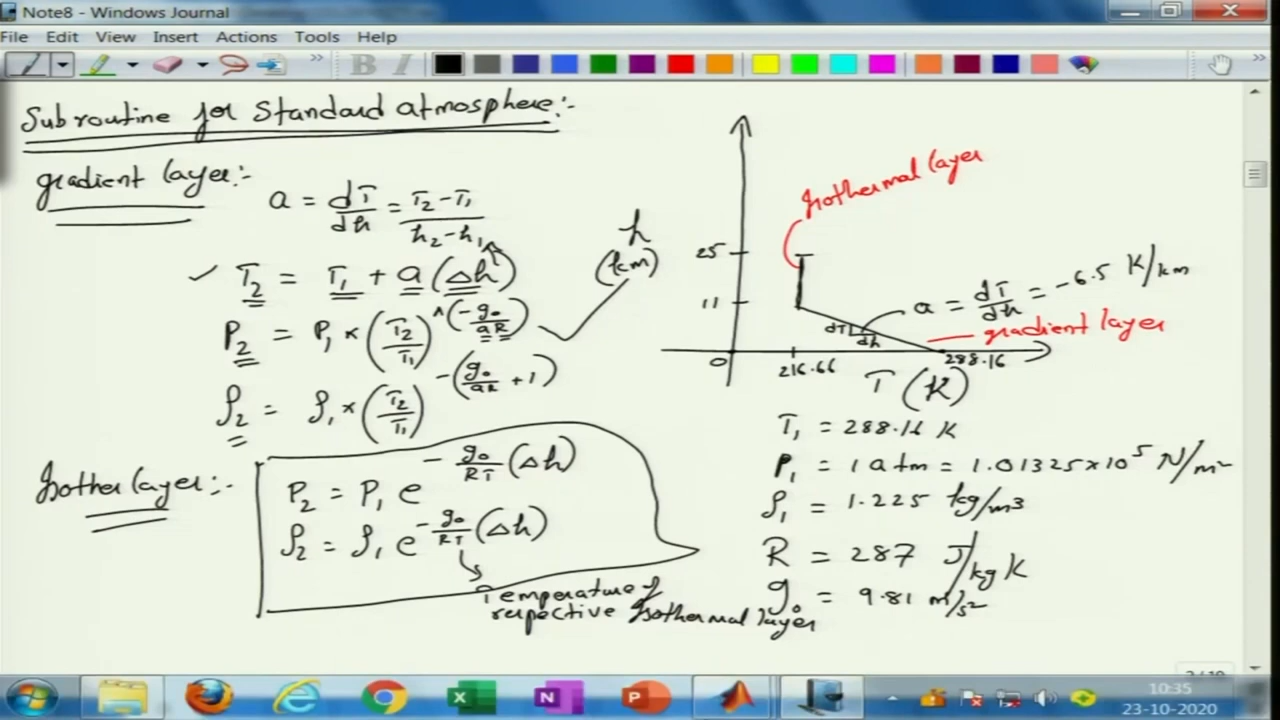 Note8 - Windows Journal
File Edit View Insert Actions Tools Help
B I
Subroutine for Standard atmosphere:-
gradient layer:-
a = dT/dh = T2-T1/h2-h1
T2 = T1 + a (Δh)
P2 = P1 × (T2/T1)^(-g0/aR)
ρ2 = ρ1 × (T2/T1)^-(g0/aR + 1)
Isother layer:-
P2 = P1 e^-g0/RT (Δh)
ρ2 = ρ1 e^-g0/RT (Δh)
Temperature of
respective Isothermal layer
h
(km)
Isothermal layer
25
11
a = dT/dh = -6.5 K/km
dT
dh
gradient layer
0
216.66
288.16
T (K)
T1 = 288.16 K
P1 = 1 atm = 1.01325×10^5 N/m²
ρ1 = 1.225 kg/m3
R = 287 J/kg K
g0 = 9.81 m/s²
10:35
23-10-2020